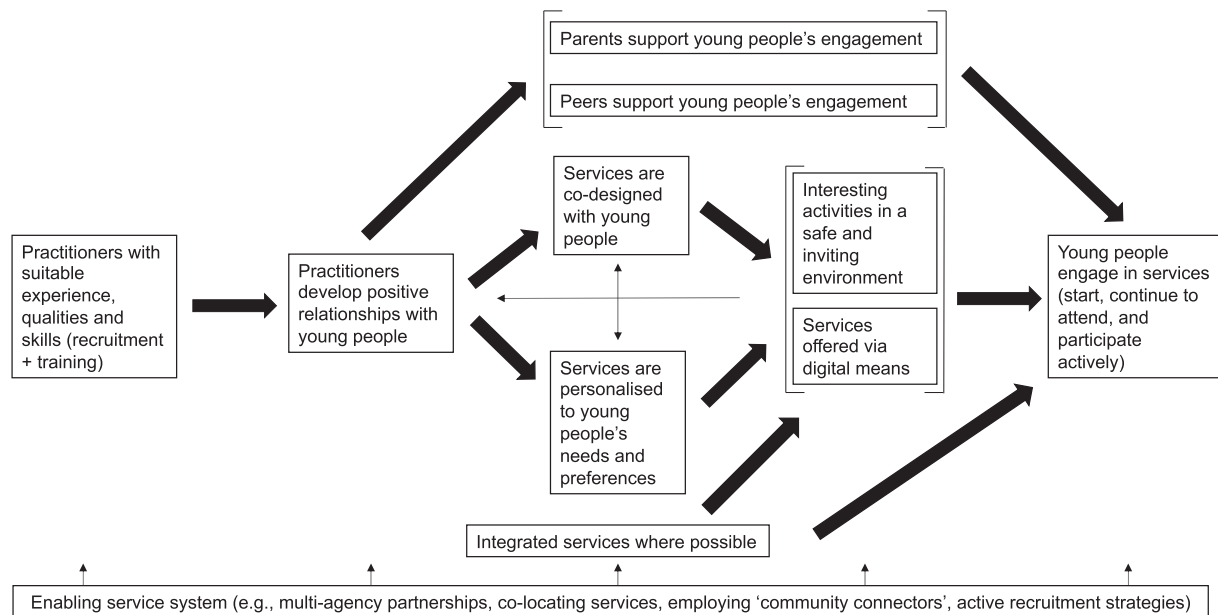 Parents support young people’s engagement
Peers support young people’s engagement
Practitioners with
suitable
experience,
qualities and
skills (recruitment
+ training)
Practitioners
develop positive
relationships with
young people
Services are
co-designed
with young
people
Services are
personalised
to young
people’s
needs and
preferences
Interesting
activities in a
safe and
inviting
environment
Services
offered via
digital means
Young people
engage in services
(start, continue to
attend, and
participate
actively)
Integrated services where possible
Enabling service system (e.g., multi-agency partnerships, co-locating services, employing ‘community connectors’, active recruitment strategies)